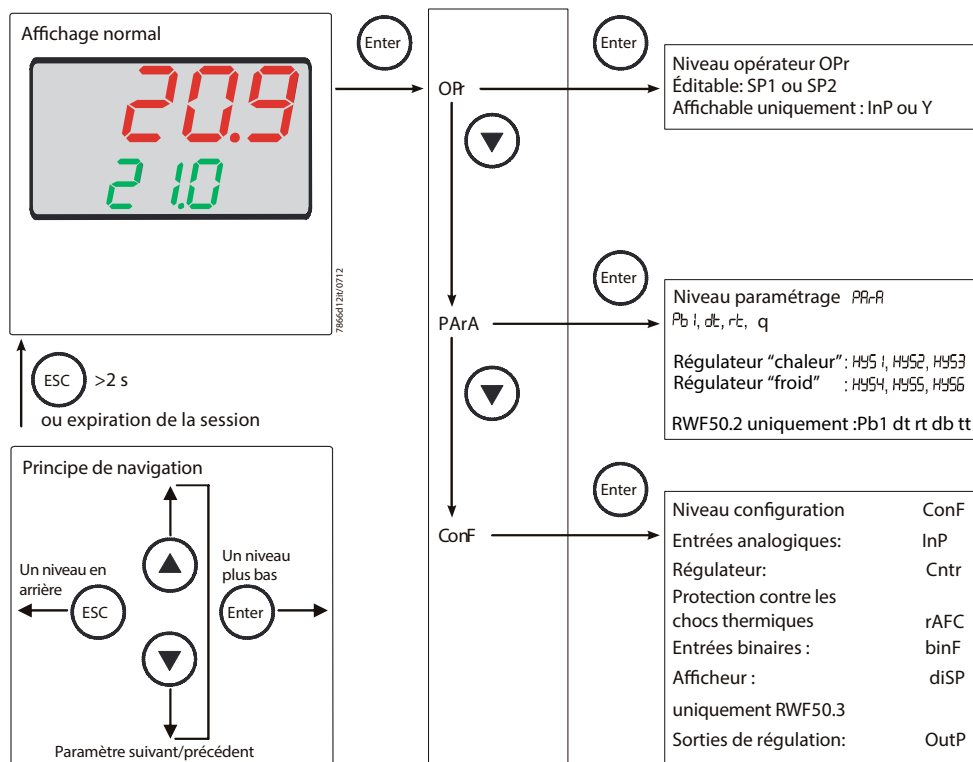 Affichage normal
20.9
21.0
7866d12it/0712
ESC >2 s
ou expiration de la session
Principe de navigation
Un niveau en
arrière
ESC
Un niveau
plus bas
Enter
Paramètre suivant/précédent
Enter
OPr
PArA
ConF
Enter
Niveau opérateur OPr
Éditable: SP1 ou SP2
Affichable uniquement : InP ou Y
Enter
Niveau paramétrage PArA
Pb1, dt, rt, q
Régulateur “chaleur” : HYS1, HYS2, HYS3
Régulateur “froid” : HYS4, HYS5, HYS6
RWF50.2 uniquement :Pb1 dt rt db tt
Enter
Niveau configuration ConF
Entrées analogiques: InP
Régulateur: Cntr
Protection contre les
chocs thermiques rAFC
Entrées binaires : binF
Afficheur : diSP
uniquement RWF50.3
Sorties de régulation: OutP